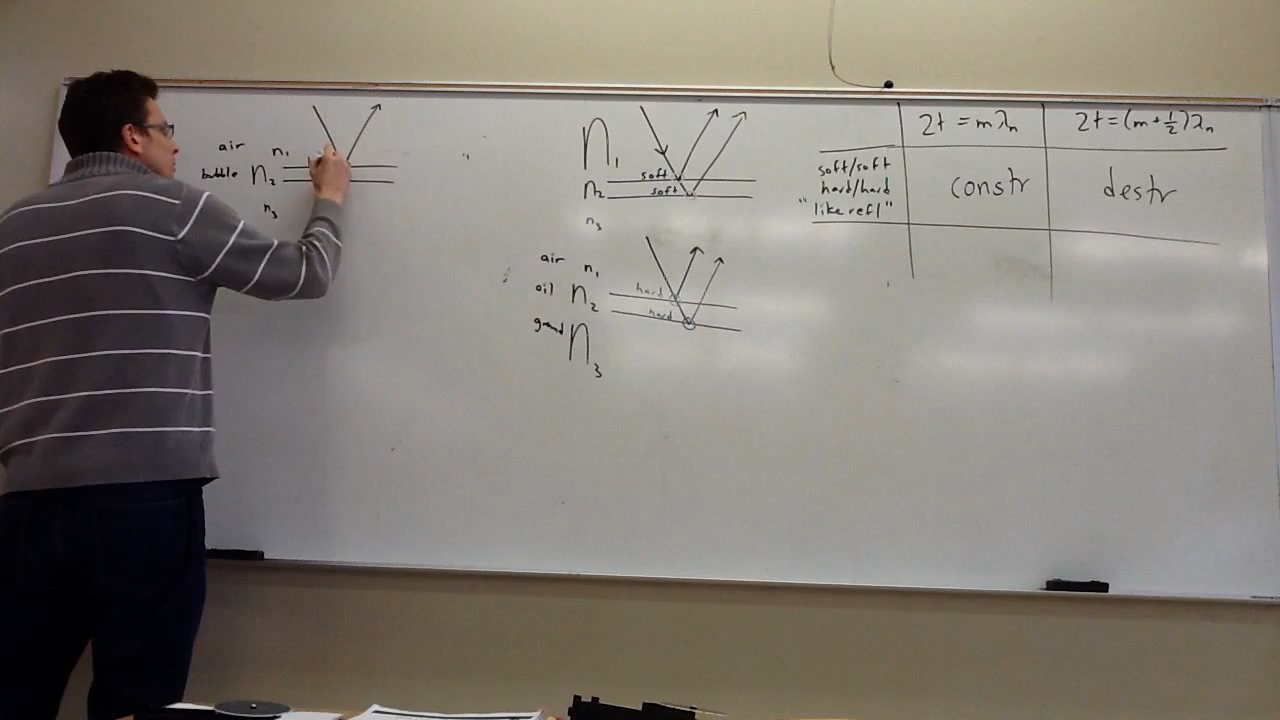 air n₁
bubble n₂
n₃
n₁
soft
n₂ soft
n₃
air n₁
hard
oil n₂
hard
n₃
2t = mλₙ 2t = (m + ½)λₙ
soft/soft
hard/hard
"like refl"
constr destr